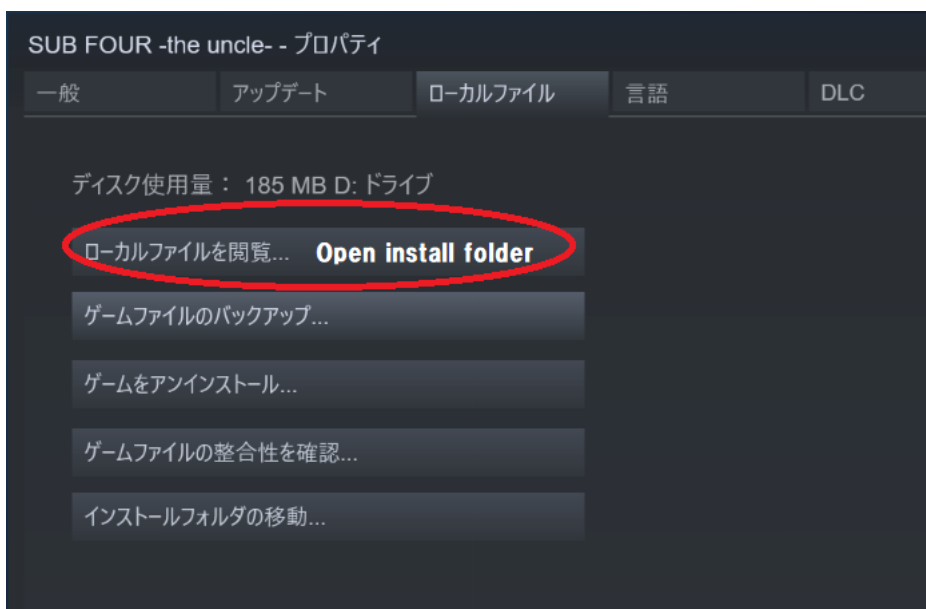 SUB FOUR -the uncle- - プロパティ
一般 アップデート ローカルファイル 言語 DLC
ディスク使用量： 185 MB D: ドライブ
ローカルファイルを閲覧... Open install folder
ゲームファイルのバックアップ...
ゲームをアンインストール...
ゲームファイルの整合性を確認...
インストールフォルダの移動...